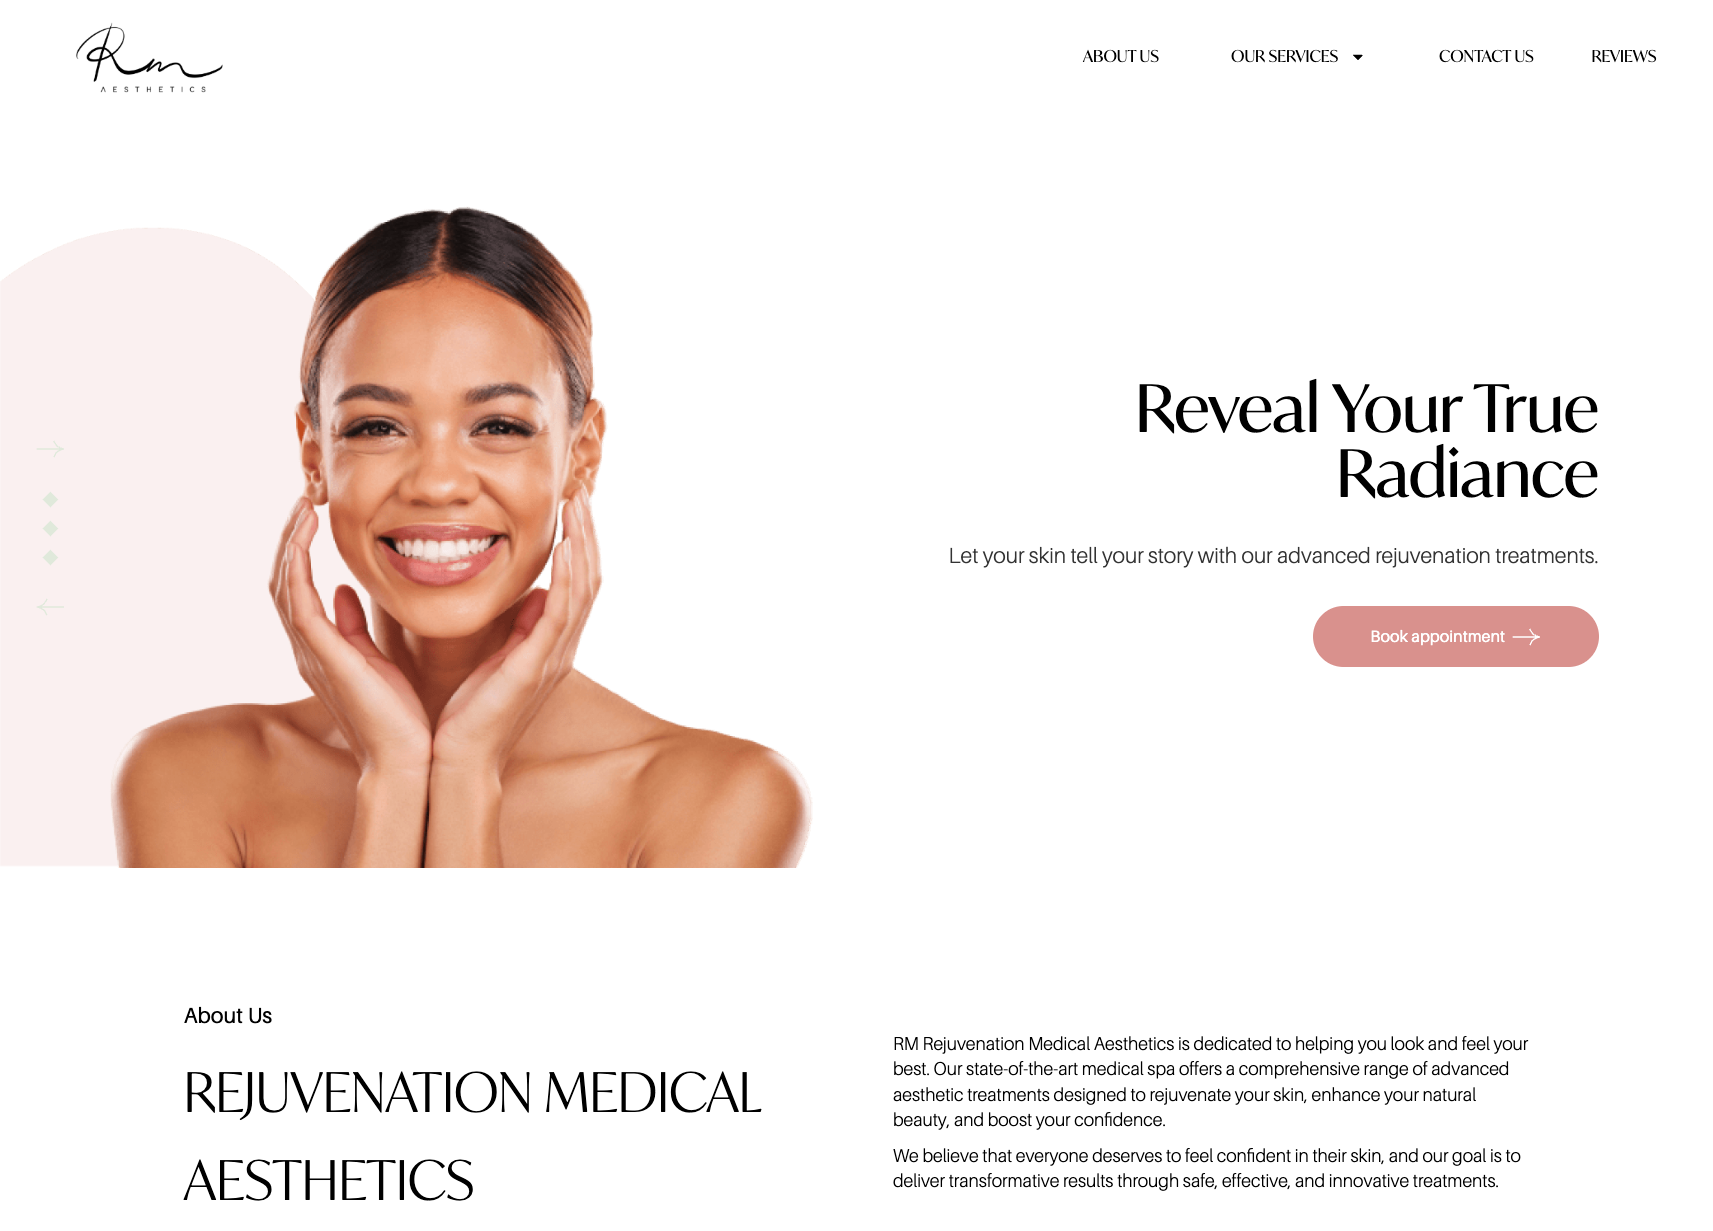 Rm
AESTHETICS
ABOUT US
OUR SERVICES
CONTACT US
REVIEWS
Reveal Your True
Radiance
Let your skin tell your story with our advanced rejuvenation treatments.
Book appointment
About Us
REJUVENATION MEDICAL
AESTHETICS
RM Rejuvenation Medical Aesthetics is dedicated to helping you look and feel your
best. Our state-of-the-art medical spa offers a comprehensive range of advanced
aesthetic treatments designed to rejuvenate your skin, enhance your natural
beauty, and boost your confidence.
We believe that everyone deserves to feel confident in their skin, and our goal is to
deliver transformative results through safe, effective, and innovative treatments.